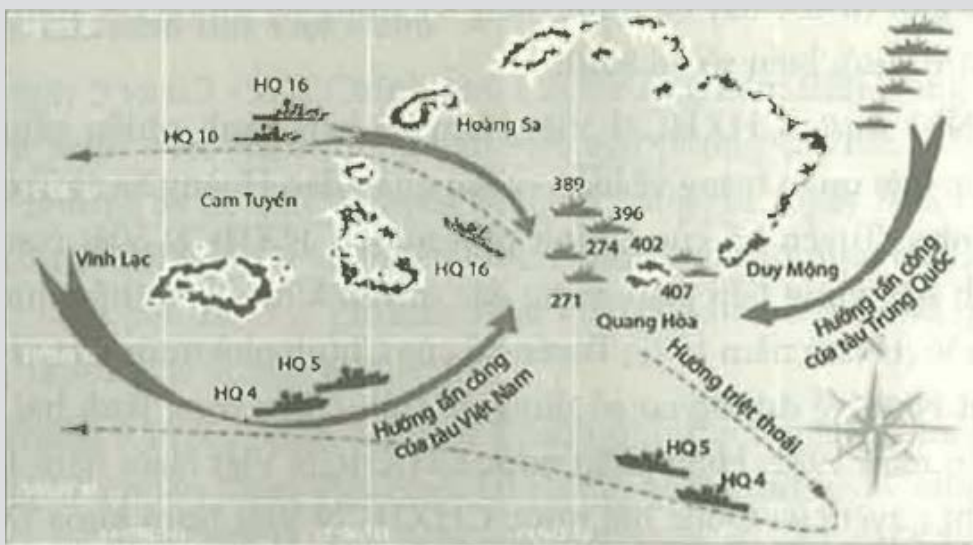 HQ 16
HQ 10
Hoàng Sa
Cam Tuyền
389
396
274
402
HQ 16
Vĩnh Lạc
Duy Mộng
271
407
Quang Hòa
Hướng tấn công
của tàu Trung Quốc
HQ 5
HQ 4
Hướng tấn công
của tàu Việt Nam
Hướng triệt thoái
HQ 5
HQ 4